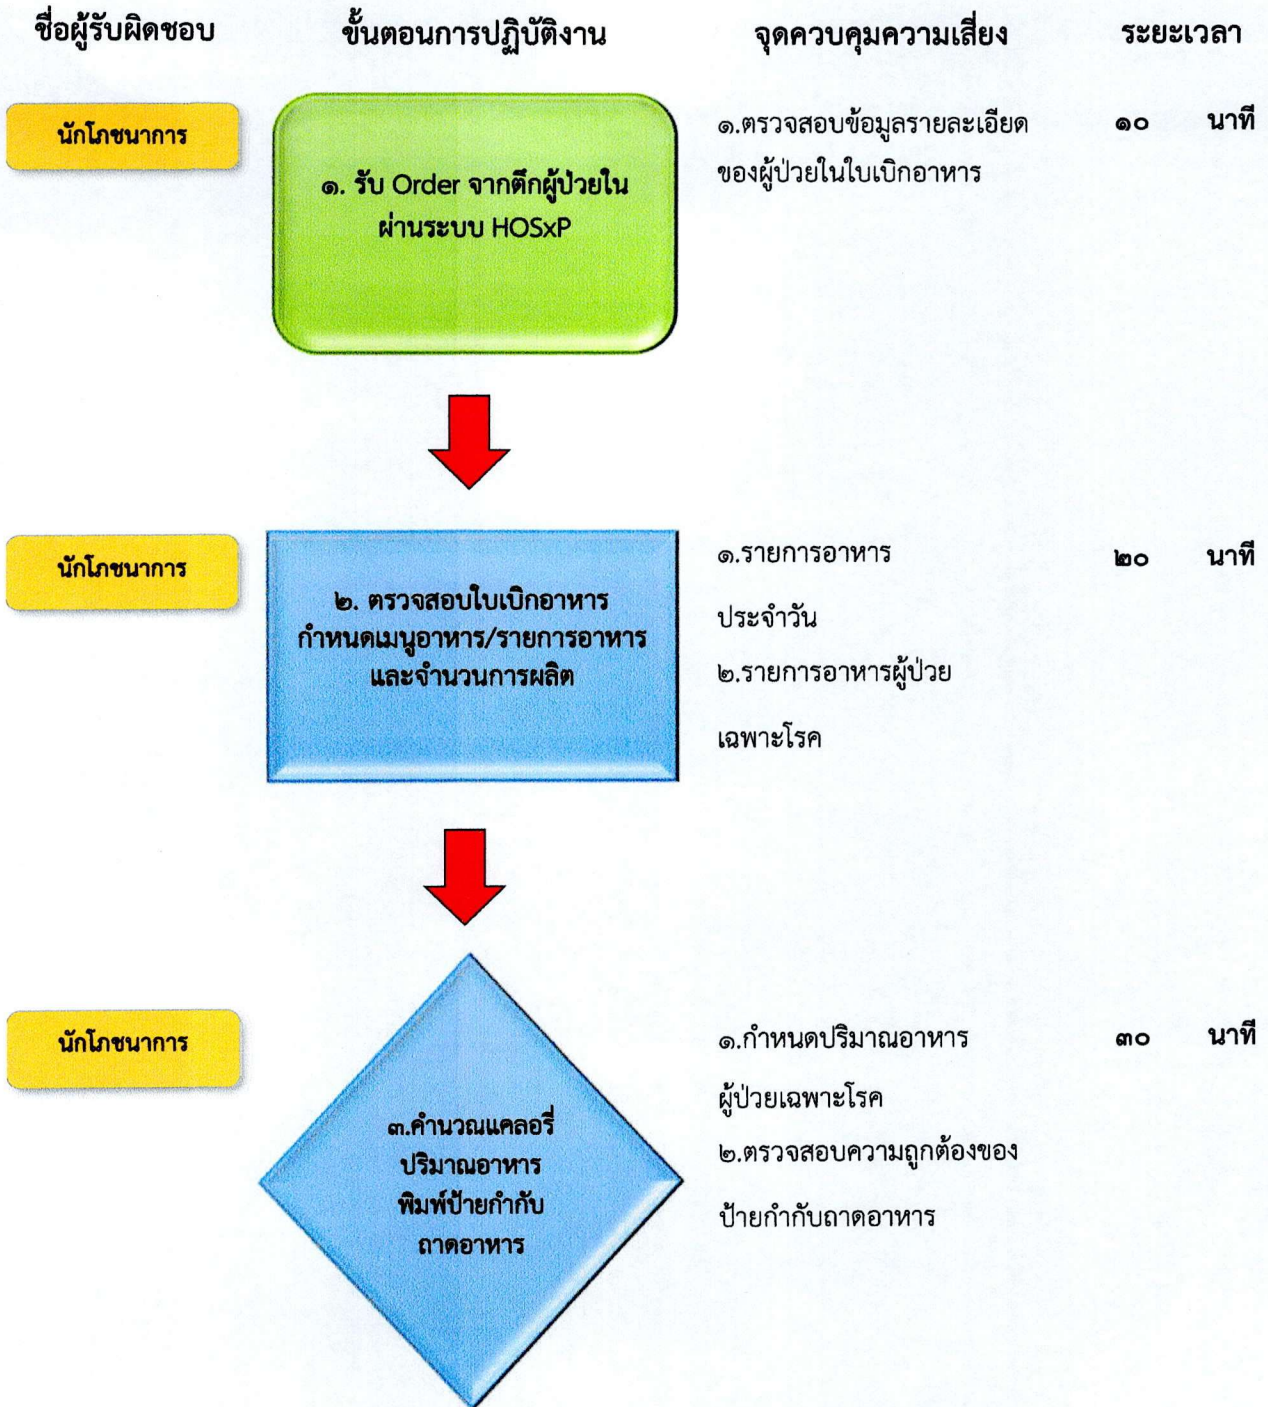 ชื่อผู้รับผิดชอบ ขั้นตอนการปฏิบัติงาน จุดควบคุมความเสี่ยง ระยะเวลา
นักโภชนาการ
๑. รับ Order จากตึกผู้ป่วยใน
ผ่านระบบ HOSxP
๑.ตรวจสอบข้อมูลรายละเอียด
ของผู้ป่วยในใบเบิกอาหาร
๑๐ นาที
นักโภชนาการ
๒. ตรวจสอบใบเบิกอาหาร
กำหนดเมนูอาหาร/รายการอาหาร
และจำนวนการผลิต
๑.รายการอาหาร
ประจำวัน
๒.รายการอาหารผู้ป่วย
เฉพาะโรค
๒๐ นาที
นักโภชนาการ
๓.คำนวณแคลอรี่
ปริมาณอาหาร
พิมพ์ป้ายกำกับ
ถาดอาหาร
๑.กำหนดปริมาณอาหาร
ผู้ป่วยเฉพาะโรค
๒.ตรวจสอบความถูกต้องของ
ป้ายกำกับถาดอาหาร
๓๐ นาที